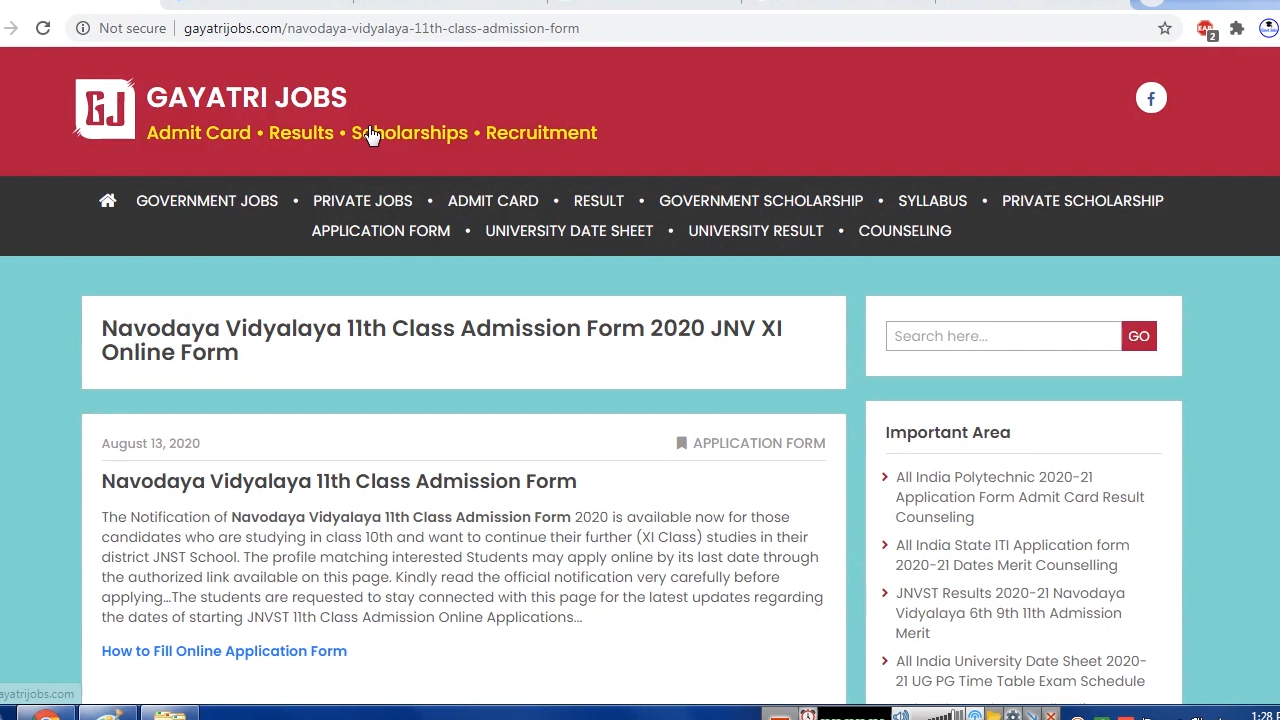 Not secure | gayatrijobs.com/navodaya-vidyalaya-11th-class-admission-form
2
GJ
GAYATRI JOBS
Admit Card • Results • Scholarships • Recruitment
GOVERNMENT JOBS • PRIVATE JOBS • ADMIT CARD • RESULT • GOVERNMENT SCHOLARSHIP • SYLLABUS • PRIVATE SCHOLARSHIP
APPLICATION FORM • UNIVERSITY DATE SHEET • UNIVERSITY RESULT • COUNSELING
Navodaya Vidyalaya 11th Class Admission Form 2020 JNV XI
Online Form
August 13, 2020
APPLICATION FORM
Navodaya Vidyalaya 11th Class Admission Form
The Notification of Navodaya Vidyalaya 11th Class Admission Form 2020 is available now for those
candidates who are studying in class 10th and want to continue their further (XI Class) studies in their
district JNST School. The profile matching interested Students may apply online by its last date through
the authorized link available on this page. Kindly read the official notification very carefully before
applying...The students are requested to stay connected with this page for the latest updates regarding
the dates of starting JNVST 11th Class Admission Online Applications...
How to Fill Online Application Form
Search here...
GO
Important Area
All India Polytechnic 2020-21
Application Form Admit Card Result
Counseling
All India State ITI Application form
2020-21 Dates Merit Counselling
JNVST Results 2020-21 Navodaya
Vidyalaya 6th 9th 11th Admission
Merit
All India University Date Sheet 2020-
21 UG PG Time Table Exam Schedule
ayatrijobs.com
1:28